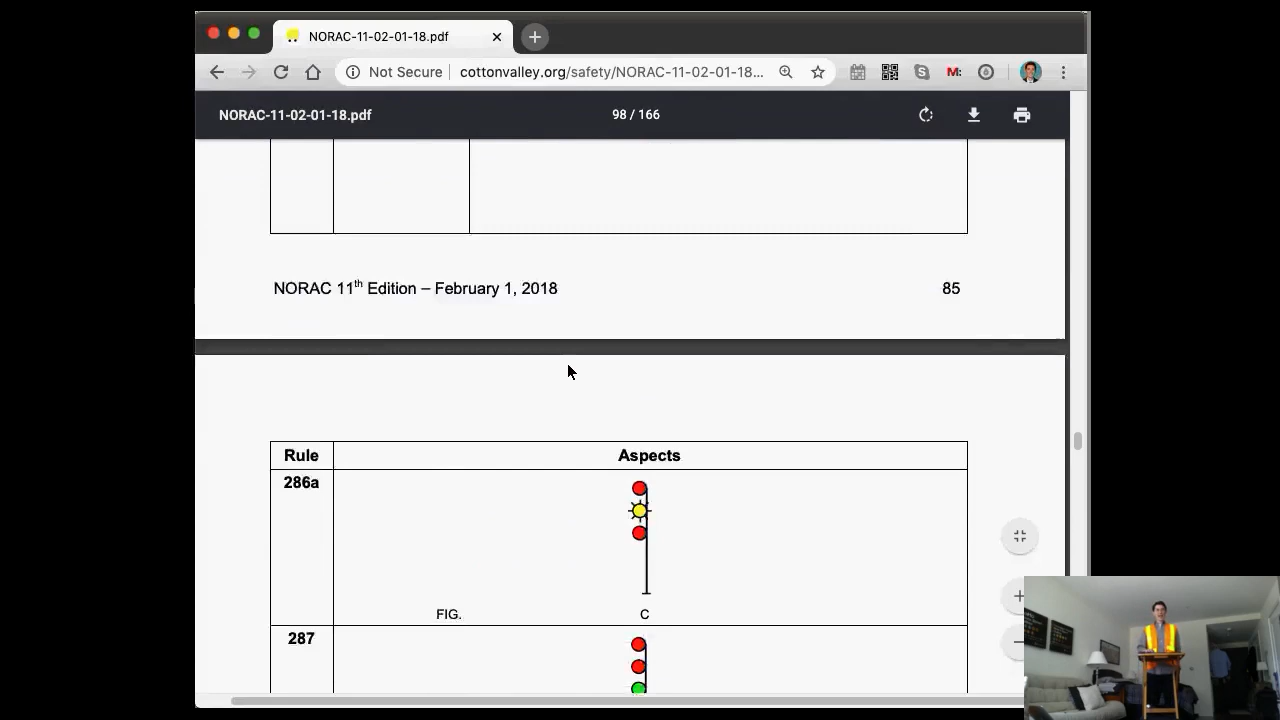 NORAC-11-02-01-18.pdf
Not Secure cottonvalley.org/safety/NORAC-11-02-01-18...
M:
NORAC-11-02-01-18.pdf 98 / 166
NORAC 11th Edition – February 1, 2018 85
Rule Aspects
286a
FIG. C
287